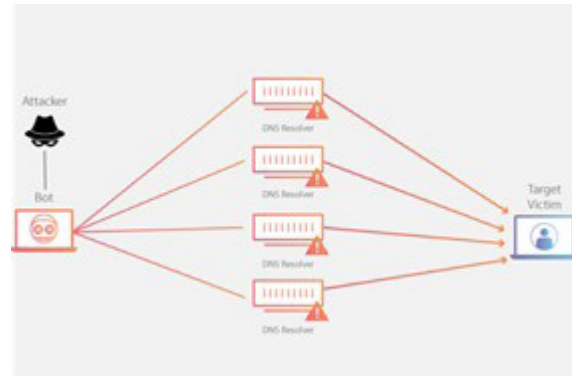 Attacker
Bot
DNS Resolver
DNS Resolver
DNS Resolver
DNS Resolver
Target
Victim